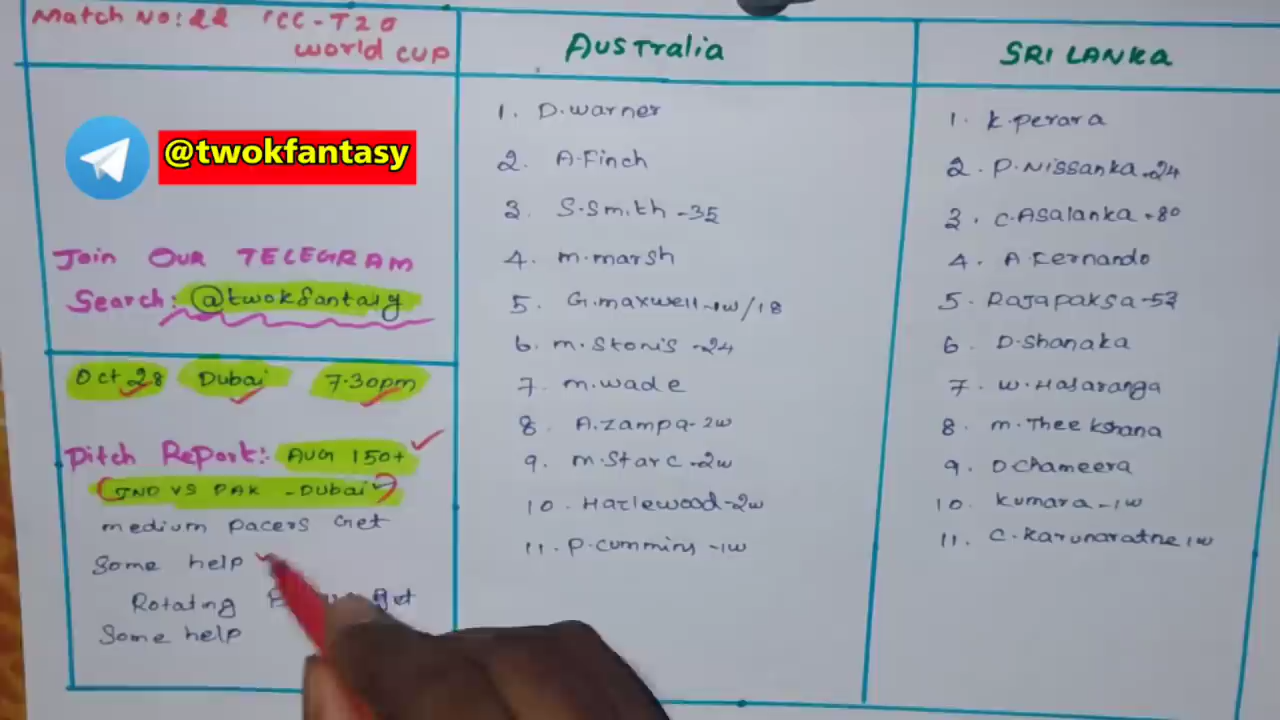 Match No: 22 ICC-T20
World CUP
@twokfantasy
Join OUR TELEGRAM
Search: @twokfantasy
Oct 28 Dubai 7.30pm
Pitch RePort: AUG 150+
(IND VS PAK - Dubai)
medium pacers Get
Some help
Rotating get
Some help
AUSTRalia
1. D.warner
2. A.Finch
3. S.Smith -35
4. m.marsh
5. G.maxwell -1w/18
6. m.Stonis -24
7. m.wade
8. A.zampa -2w
9. m.Starc -2w
10. Hazlewood -2w
11. P.cummins -1w
SRI LANKA
1. K.perara
2. P.Nissanka -24
3. C.Asalanka -80
4. A.Fernando
5. Rajapaksa -53
6. D.Shanaka
7. W.Hasaranga
8. m.Theekshana
9. D.Chameera
10. Kumara -1w
11. C.Karunaratne 1w